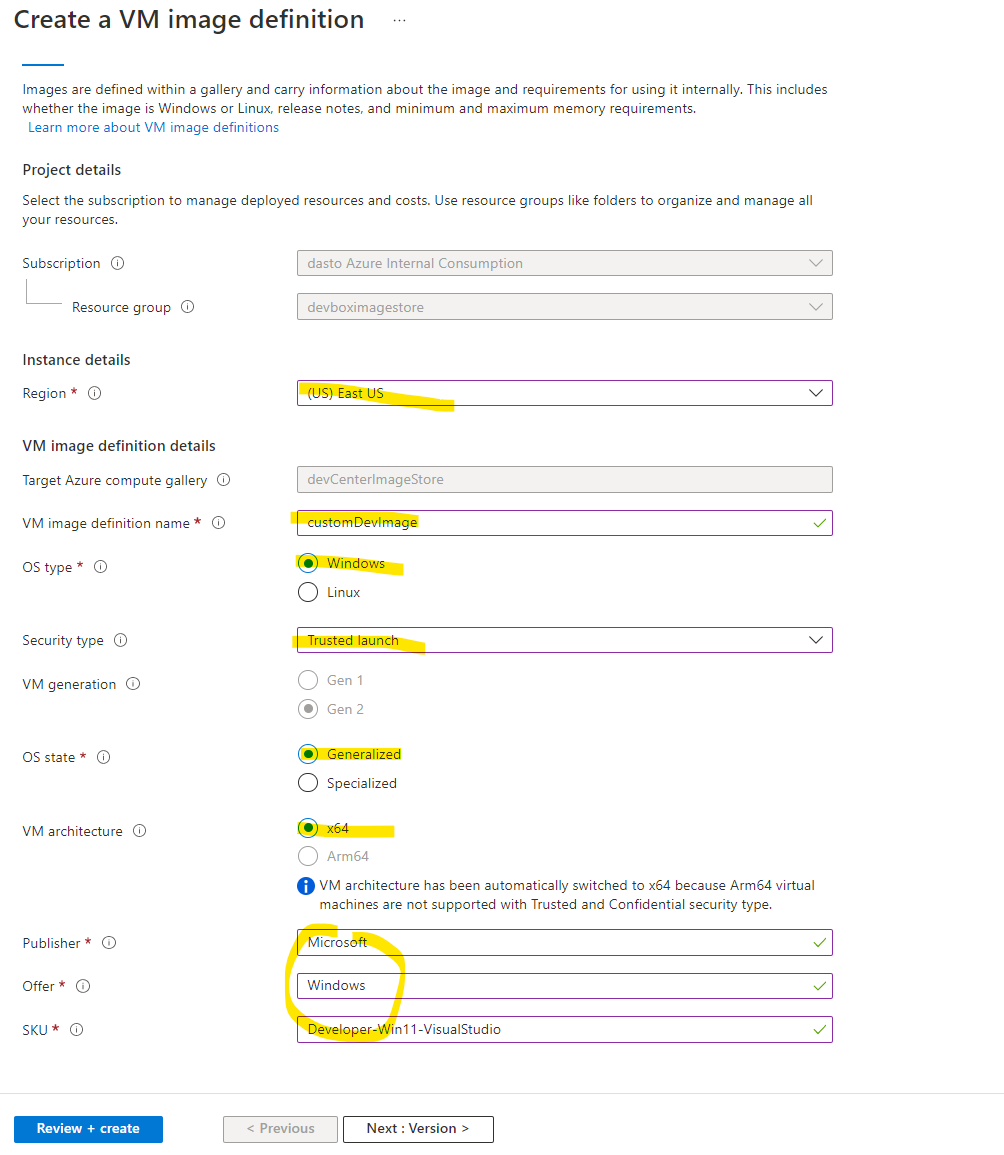 Create a VM image definition ...
Images are defined within a gallery and carry information about the image and requirements for using it internally. This includes
whether the image is Windows or Linux, release notes, and minimum and maximum memory requirements.
Learn more about VM image definitions
Project details
Select the subscription to manage deployed resources and costs. Use resource groups like folders to organize and manage all
your resources.
Subscription
dasto Azure Internal Consumption
Resource group
devboximagestore
Instance details
Region *
(US) East US
VM image definition details
Target Azure compute gallery
devCenterImageStore
VM image definition name *
customDevImage
OS type *
Windows
Linux
Security type
Trusted launch
VM generation
Gen 1
Gen 2
OS state *
Generalized
Specialized
VM architecture
x64
Arm64
VM architecture has been automatically switched to x64 because Arm64 virtual
machines are not supported with Trusted and Confidential security type.
Publisher *
Microsoft
Offer *
Windows
SKU *
Developer-Win11-VisualStudio
Review + create
< Previous
Next : Version >